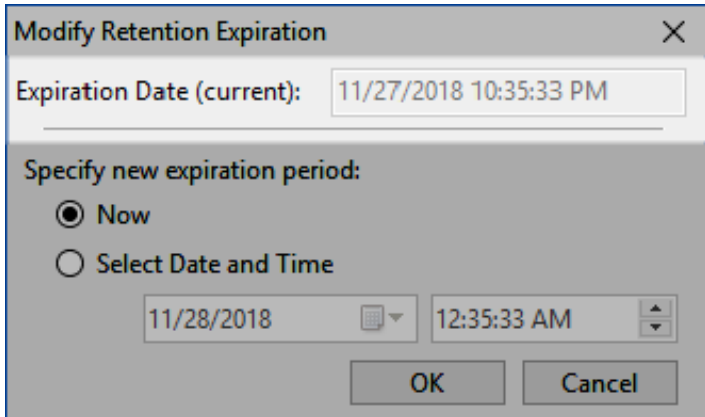 Modify Retention Expiration
Expiration Date (current): 11/27/2018 10:35:33 PM
Specify new expiration period:
Now
Select Date and Time
11/28/2018 12:35:33 AM
OK Cancel